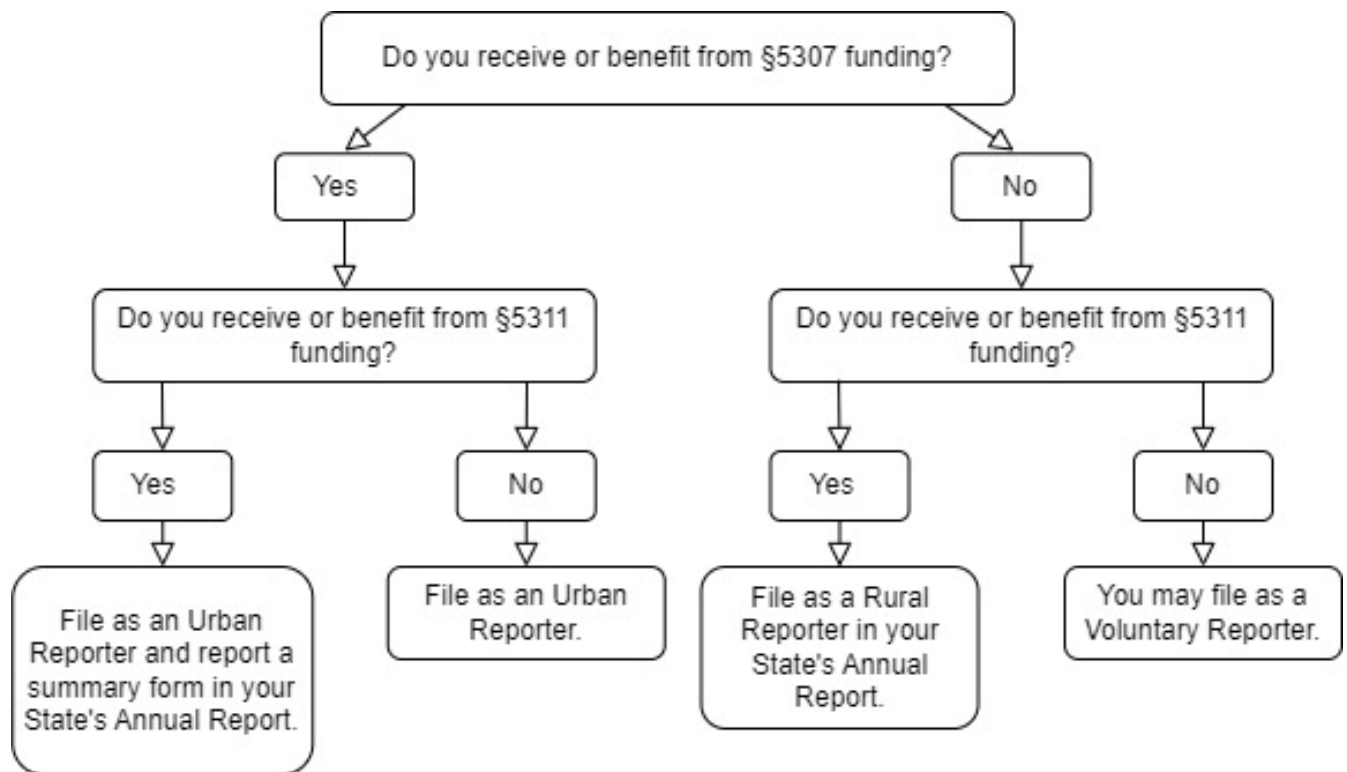 Do you receive or benefit from §5307 funding?
Yes
No
Do you receive or benefit from §5311
funding?
Do you receive or benefit from §5311
funding?
Yes
No
Yes
No
File as an Urban
Reporter and report a
summary form in your
State's Annual Report.
File as an Urban
Reporter.
File as a Rural
Reporter in your
State's Annual
Report.
You may file as a
Voluntary Reporter.